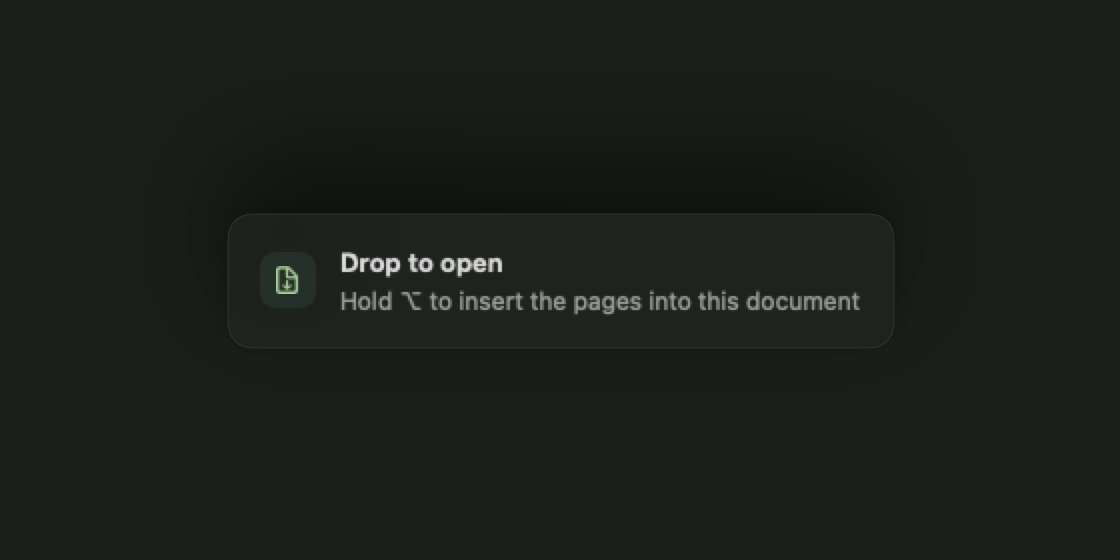 Drop to open
Hold ⌥ to insert the pages into this document